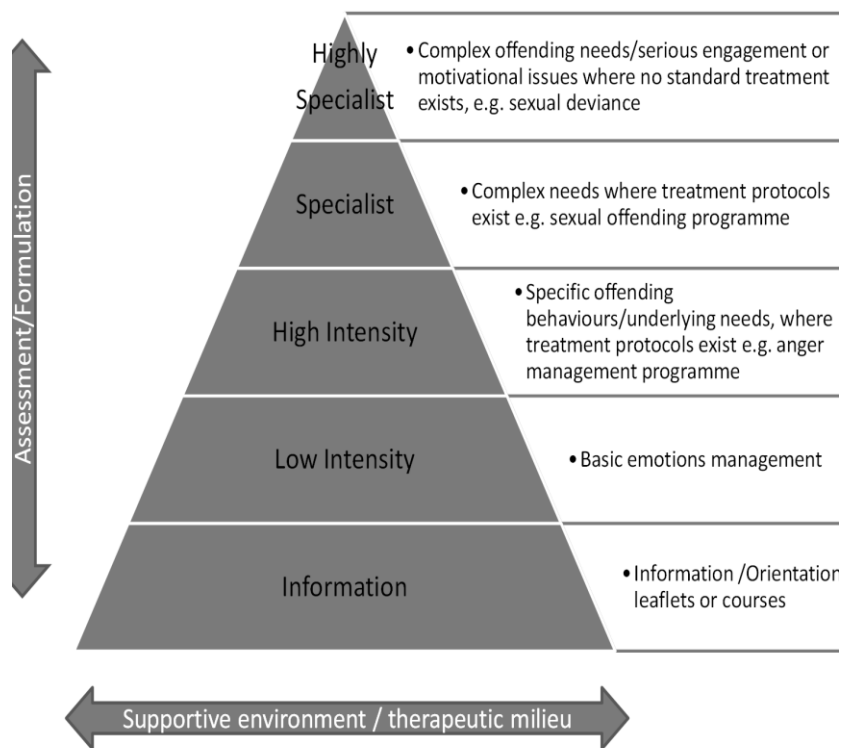 Highly
Specialist
• Complex offending needs/serious engagement or
motivational issues where no standard treatment
exists, e.g. sexual deviance
Specialist
• Complex needs where treatment protocols
exist e.g. sexual offending programme
High Intensity
• Specific offending
behaviours/underlying needs, where
treatment protocols exist e.g. anger
management programme
Low Intensity
• Basic emotions management
Information
• Information /Orientation
leaflets or courses
Assessment/Formulation
Supportive environment / therapeutic milieu